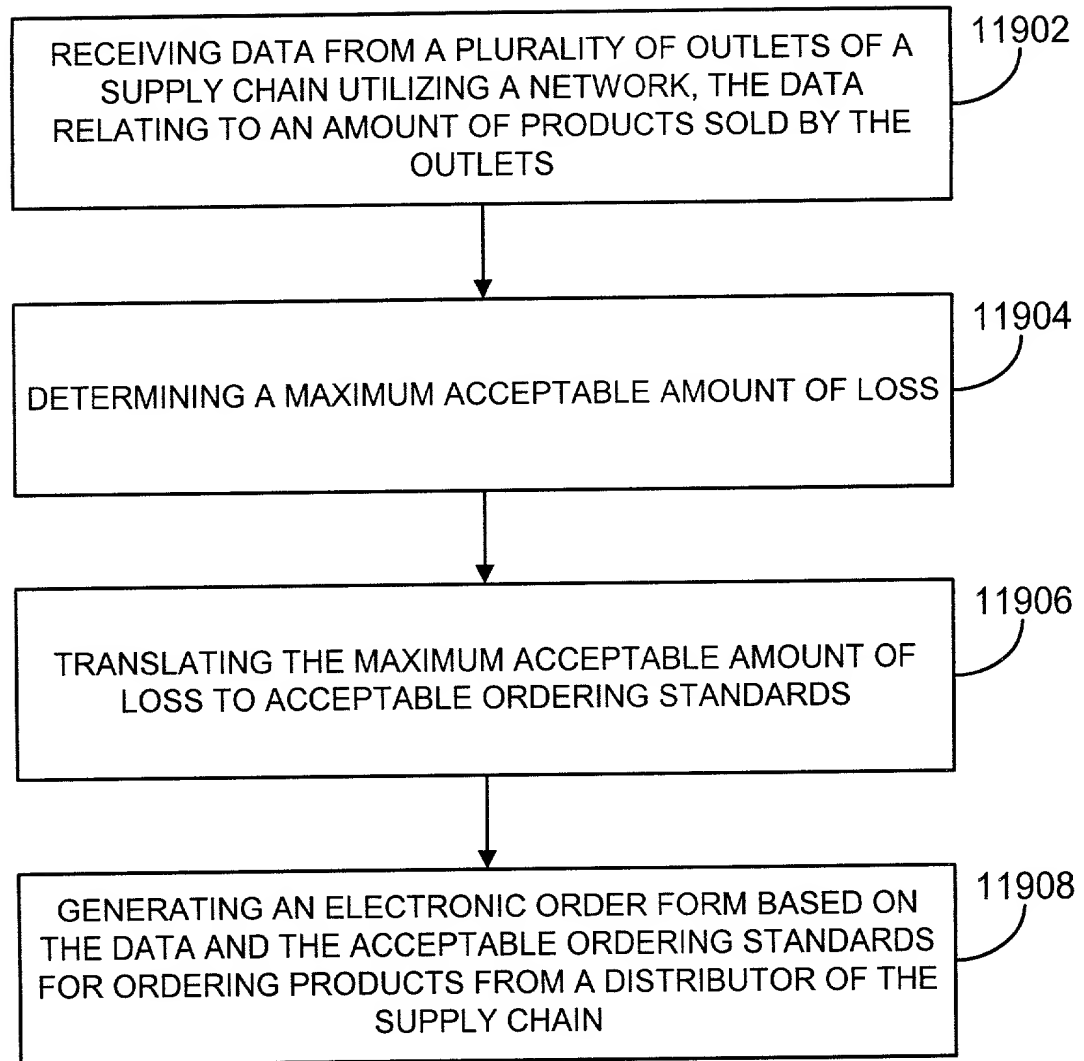 11902
RECEIVING DATA FROM A PLURALITY OF OUTLETS OF A
SUPPLY CHAIN UTILIZING A NETWORK, THE DATA
RELATING TO AN AMOUNT OF PRODUCTS SOLD BY THE
OUTLETS
11904
DETERMINING A MAXIMUM ACCEPTABLE AMOUNT OF LOSS
11906
TRANSLATING THE MAXIMUM ACCEPTABLE AMOUNT OF
LOSS TO ACCEPTABLE ORDERING STANDARDS
11908
GENERATING AN ELECTRONIC ORDER FORM BASED ON
THE DATA AND THE ACCEPTABLE ORDERING STANDARDS
FOR ORDERING PRODUCTS FROM A DISTRIBUTOR OF THE
SUPPLY CHAIN